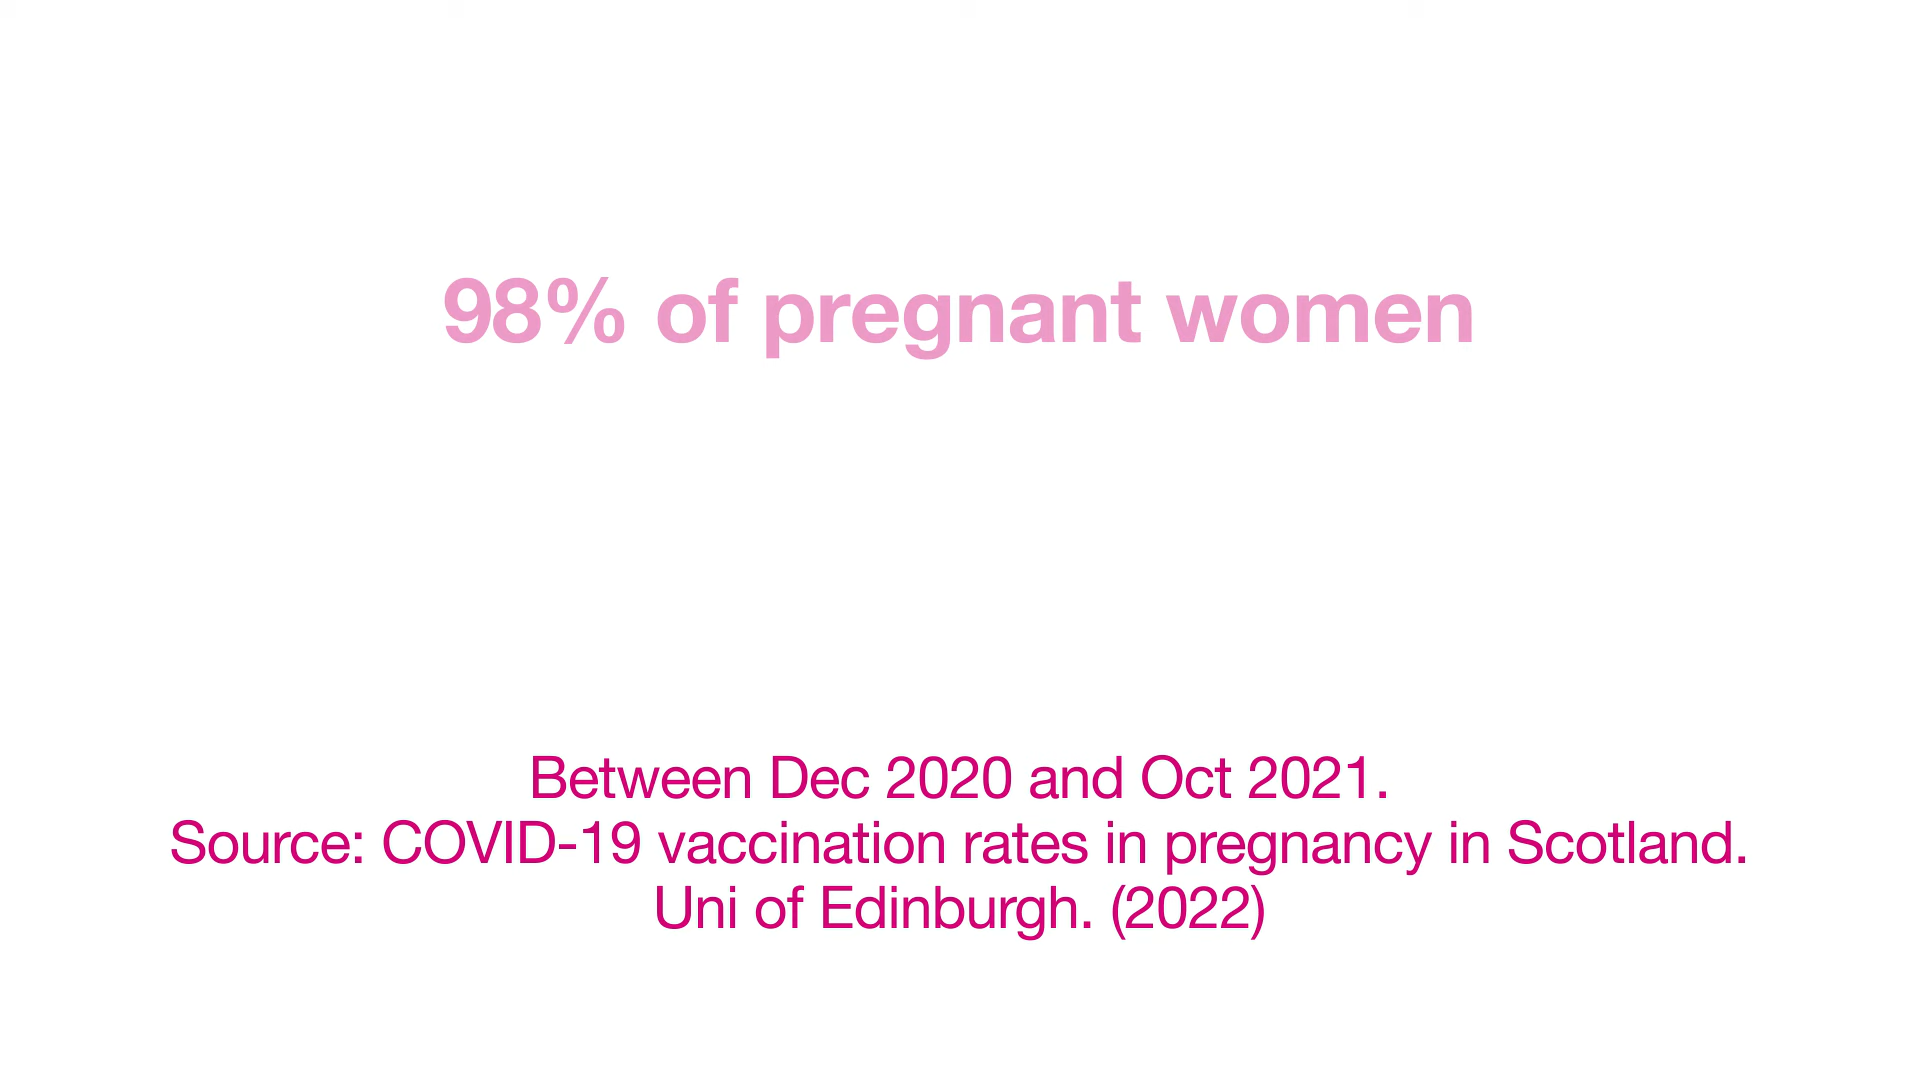 98% of pregnant women
Between Dec 2020 and Oct 2021.
Source: COVID-19 vaccination rates in pregnancy in Scotland.
Uni of Edinburgh. (2022)